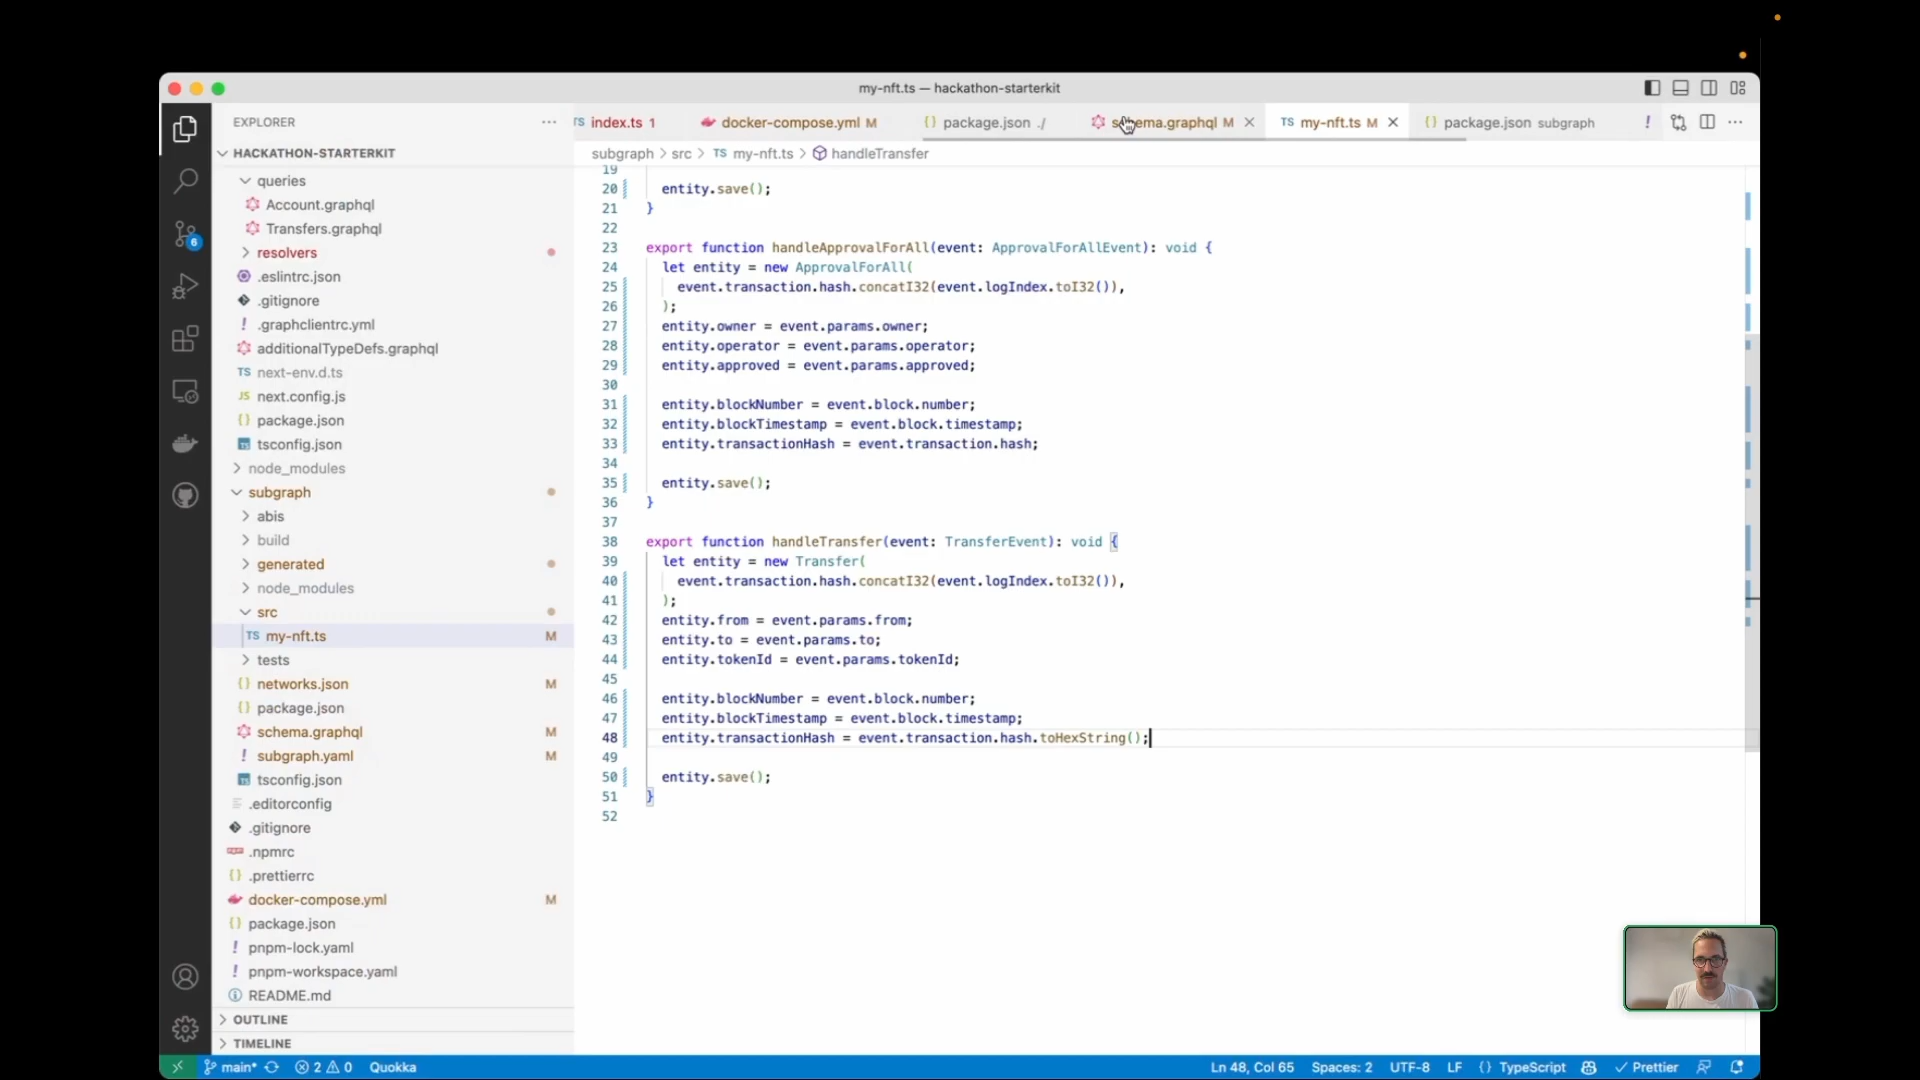 my-nft.ts — hackathon-starterkit
EXPLORER
index.ts 1
docker-compose.yml M
package.json ./
schema.graphql M
TS my-nft.ts M
{} package.json subgraph
HACKATHON-STARTERKIT
subgraph > src > TS my-nft.ts > handleTransfer
queries
Account.graphql
Transfers.graphql
resolvers
.eslintrc.json
.gitignore
! .graphclientrc.yml
additionalTypeDefs.graphql
TS next-env.d.ts
JS next.config.js
{} package.json
tsconfig.json
node_modules
subgraph
abis
build
generated
node_modules
src
TS my-nft.ts M
tests
{} networks.json M
{} package.json
schema.graphql M
! subgraph.yaml M
tsconfig.json
.editorconfig
.gitignore
.npmrc
{} .prettierrc
docker-compose.yml M
{} package.json
! pnpm-lock.yaml
! pnpm-workspace.yaml
README.md
OUTLINE
TIMELINE
6
19
20 entity.save();
21 }
22
23 export function handleApprovalForAll(event: ApprovalForAllEvent): void {
24 let entity = new ApprovalForAll(
25 event.transaction.hash.concatI32(event.logIndex.toI32()),
26 );
27 entity.owner = event.params.owner;
28 entity.operator = event.params.operator;
29 entity.approved = event.params.approved;
30
31 entity.blockNumber = event.block.number;
32 entity.blockTimestamp = event.block.timestamp;
33 entity.transactionHash = event.transaction.hash;
34
35 entity.save();
36 }
37
38 export function handleTransfer(event: TransferEvent): void {
39 let entity = new Transfer(
40 event.transaction.hash.concatI32(event.logIndex.toI32()),
41 );
42 entity.from = event.params.from;
43 entity.to = event.params.to;
44 entity.tokenId = event.params.tokenId;
45
46 entity.blockNumber = event.block.number;
47 entity.blockTimestamp = event.block.timestamp;
48 entity.transactionHash = event.transaction.hash.toHexString();
49
50 entity.save();
51 }
52
main* 2 0 Quokka
Ln 48, Col 65 Spaces: 2 UTF-8 LF {} TypeScript Prettier